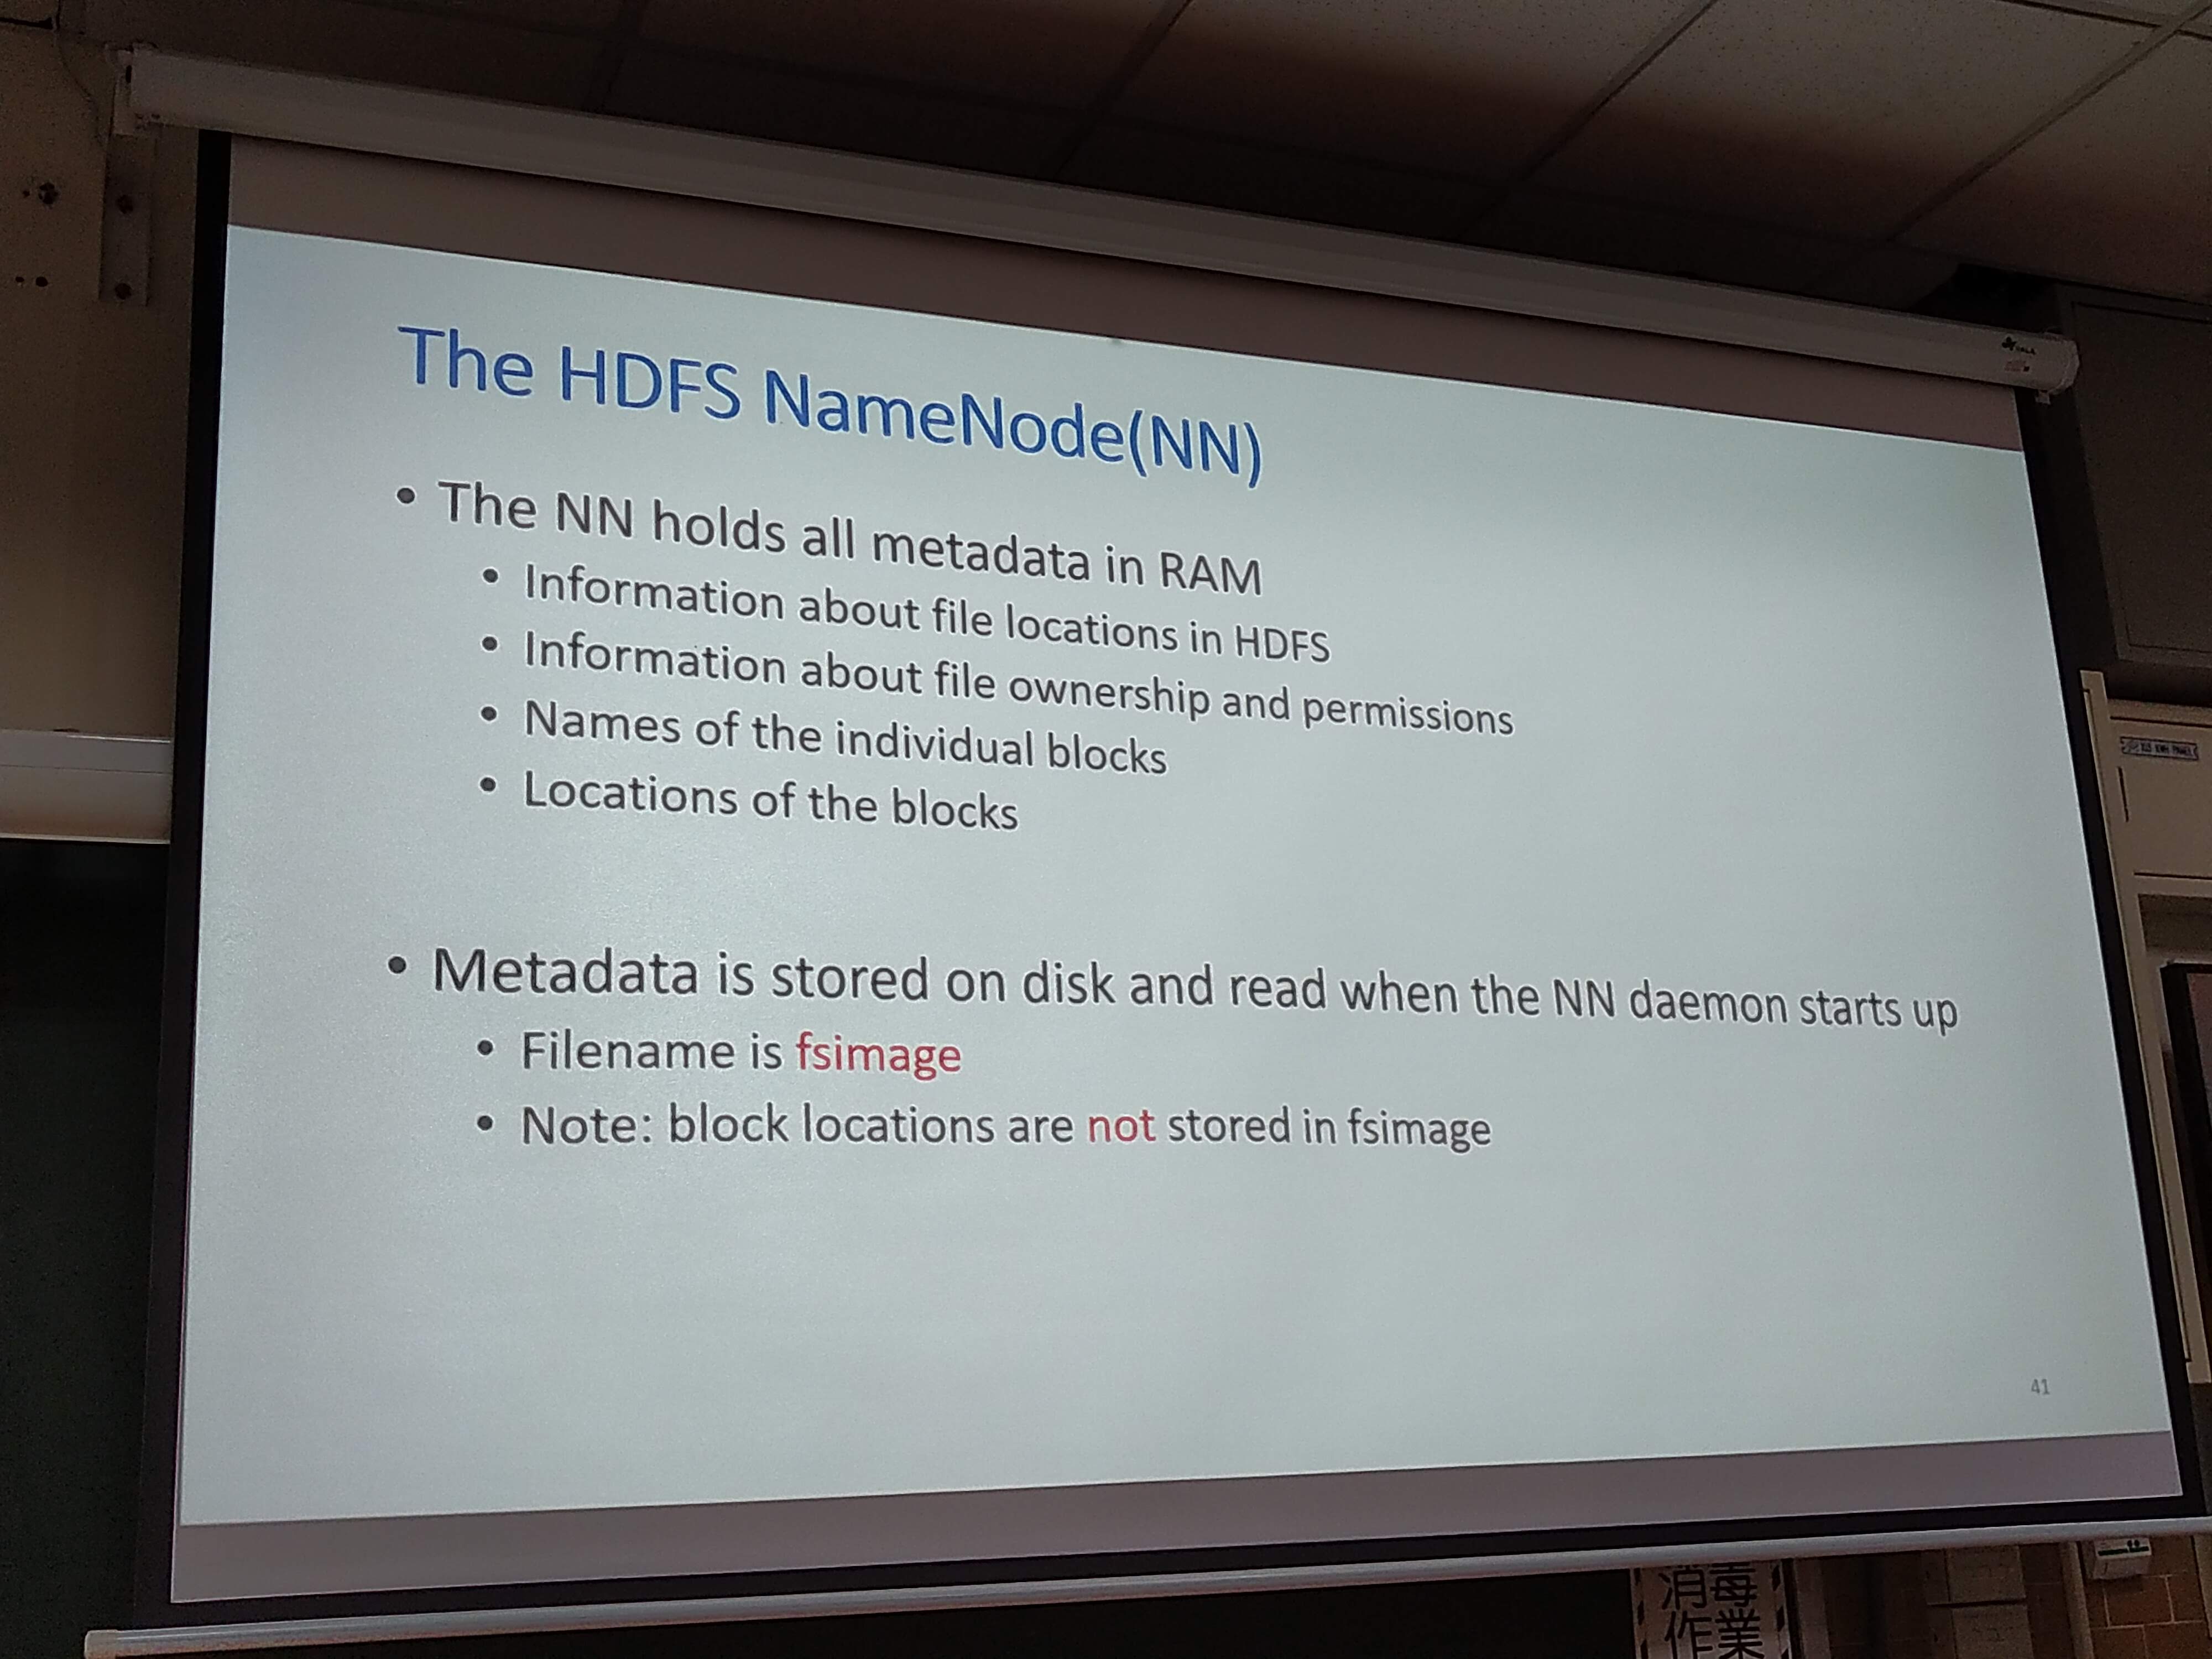 The HDFS NameNode(NN)
• The NN holds all metadata in RAM
• Information about file locations in HDFS
• Information about file ownership and permissions
• Names of the individual blocks
• Locations of the blocks
• Metadata is stored on disk and read when the NN daemon starts up
• Filename is fsimage
• Note: block locations are not stored in fsimage
41
消毒
作業